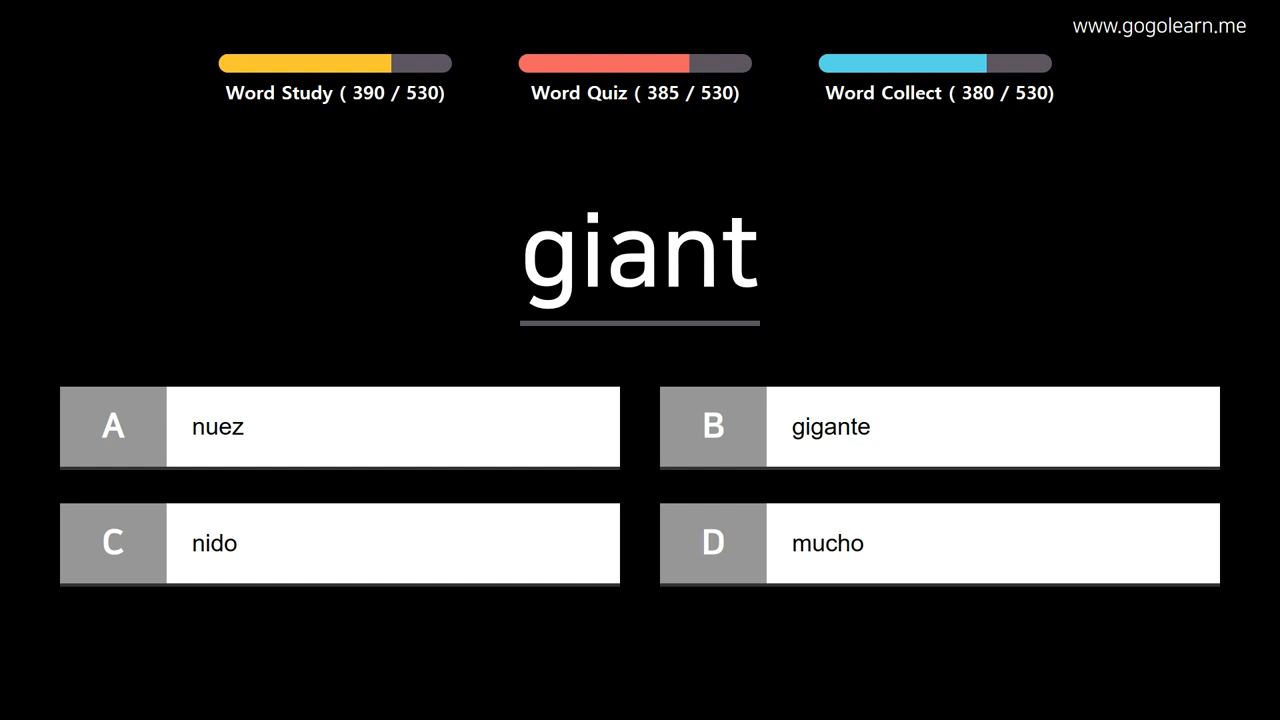 www.gogolearn.me
Word Study ( 390 / 530)
Word Quiz ( 385 / 530)
Word Collect ( 380 / 530)
giant
A nuez
B gigante
C nido
D mucho